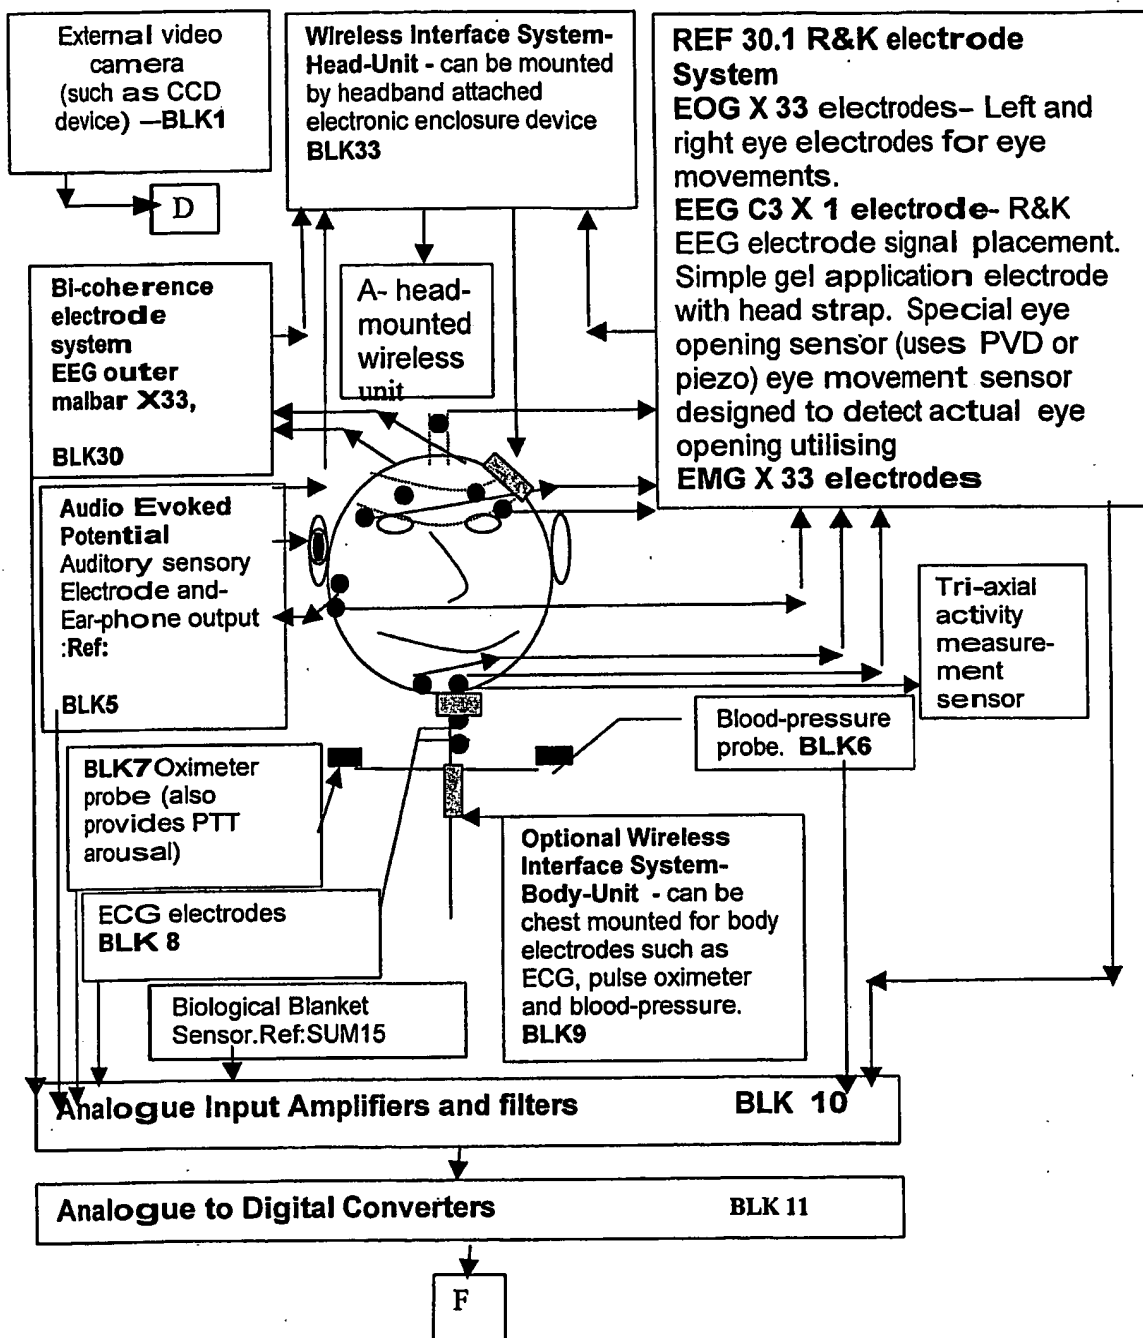 External video
camera
(such as CCD
device) —BLK1
D
Wireless Interface System-
Head-Unit - can be mounted
by headband attached
electronic enclosure device
BLK33
REF 30.1 R&K electrode
System
EOG X 33 electrodes– Left and
right eye electrodes for eye
movements.
EEG C3 X 1 electrode- R&K
EEG electrode signal placement.
Simple gel application electrode
with head strap. Special eye
opening sensor (uses PVD or
piezo) eye movement sensor
designed to detect actual eye
opening utilising
EMG X 33 electrodes
Bi-coherence
electrode
system
EEG outer
malbar X33,
BLK30
A- head-
mounted
wireless
unit
Audio Evoked
Potential
Auditory sensory
Electrode and-
Ear-phone output
:Ref:
BLK5
Tri-axial
activity
measure-
ment
sensor
Blood-pressure
probe. BLK6
BLK7 Oximeter
probe (also
provides PTT
arousal)
Optional Wireless
Interface System-
Body-Unit - can be
chest mounted for body
electrodes such as
ECG, pulse oximeter
and blood-pressure.
BLK9
ECG electrodes
BLK 8
Biological Blanket
Sensor.Ref:SUM15
Analogue Input Amplifiers and filters BLK 10
Analogue to Digital Converters BLK 11
F